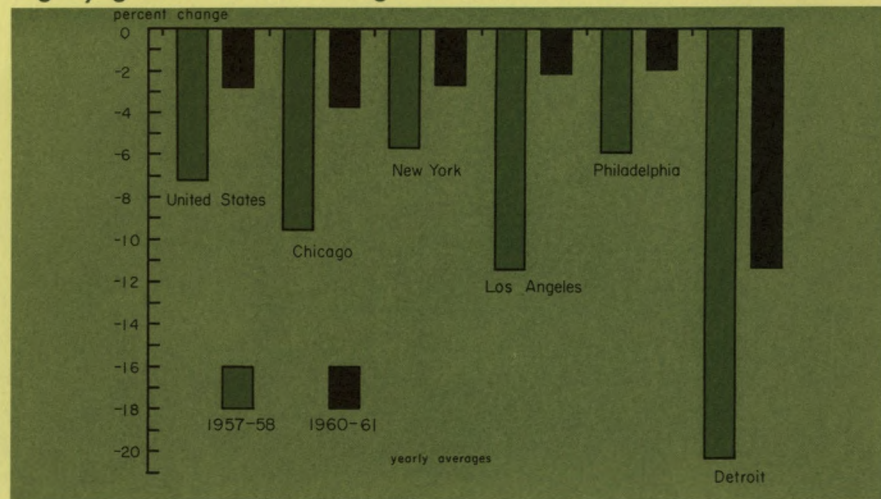 percent change
0
-2
-4
-6
-8
-10
-12
-14
-16
-18
-20
United States
Chicago
New York
Los Angeles
Philadelphia
Detroit
1957-58
1960-61
yearly averages